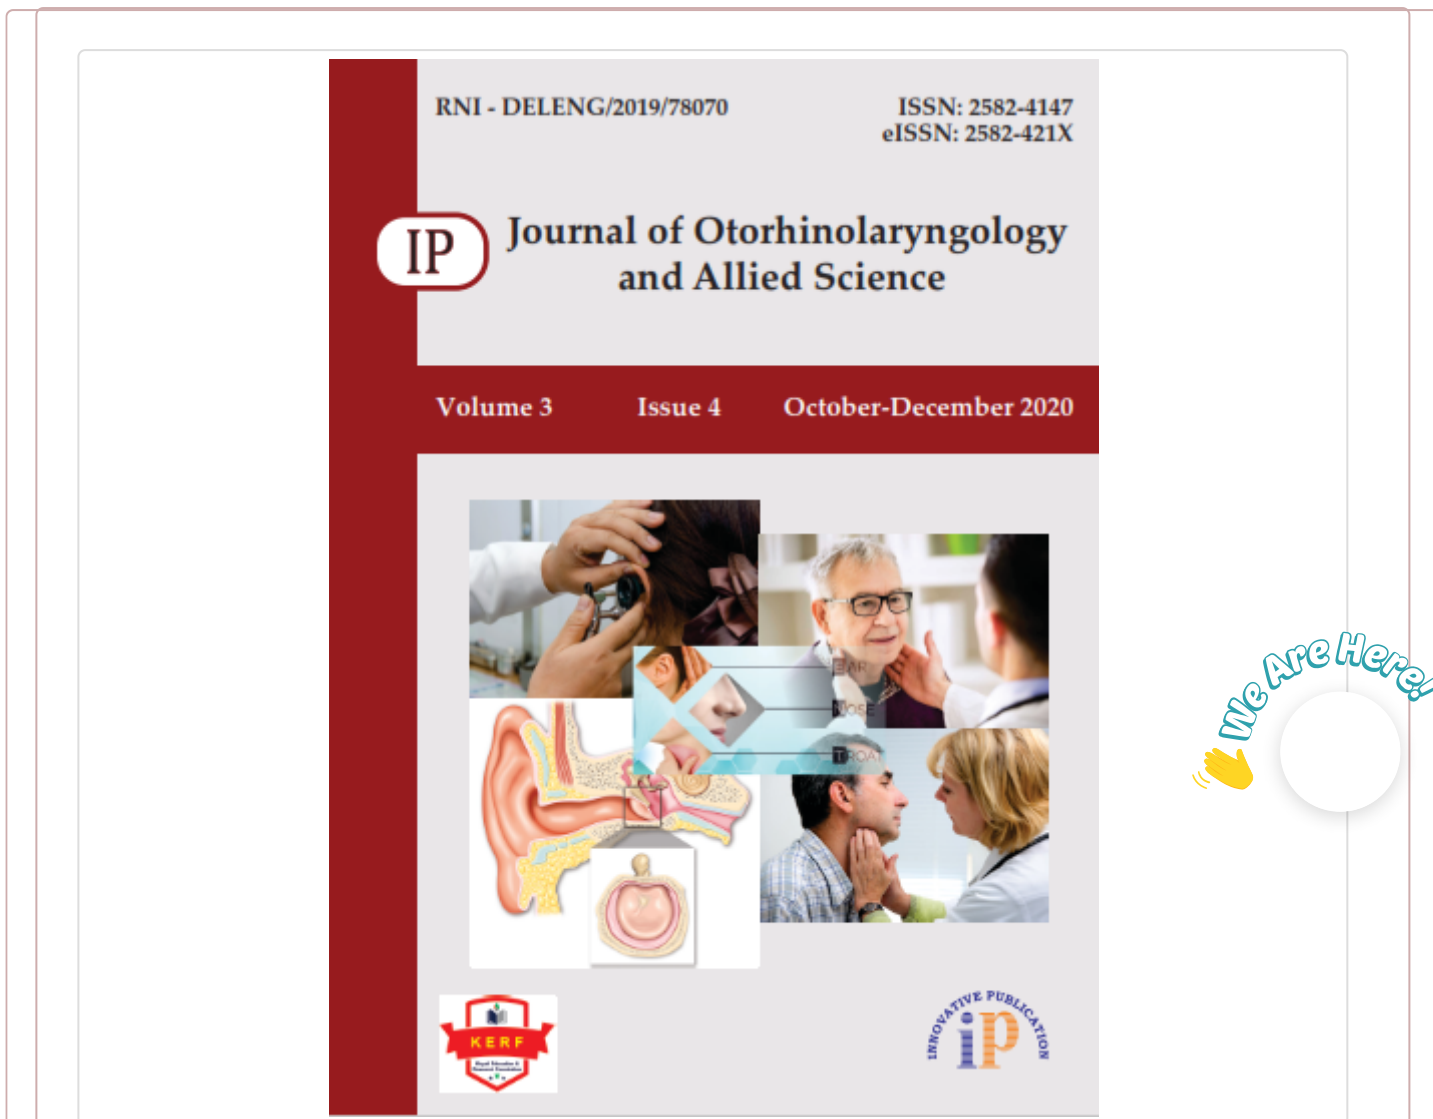 RNI - DELENG/2019/78070
ISSN: 2582-4147
eISSN: 2582-421X
IP
Journal of Otorhinolaryngology
and Allied Science
Volume 3 Issue 4 October-December 2020
EAR
NOSE
TROAT
We Are Here!
KERF
INNOVATIVE PUBLICATION
ip